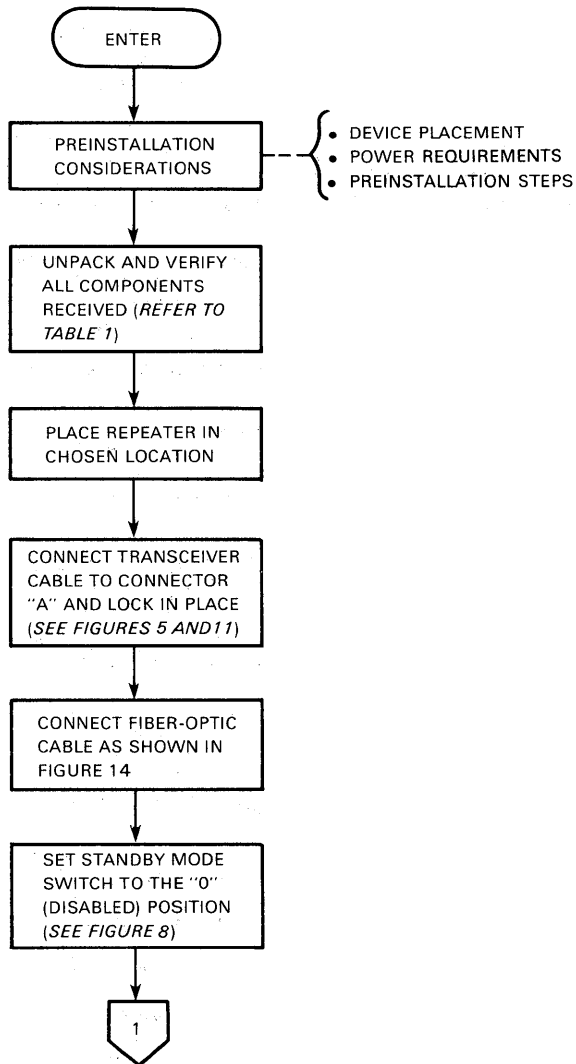 ENTER
PREINSTALLATION
CONSIDERATIONS
• DEVICE PLACEMENT
• POWER REQUIREMENTS
• PREINSTALLATION STEPS
UNPACK AND VERIFY
ALL COMPONENTS
RECEIVED (REFER TO
TABLE 1)
PLACE REPEATER IN
CHOSEN LOCATION
CONNECT TRANSCEIVER
CABLE TO CONNECTOR
"A" AND LOCK IN PLACE
(SEE FIGURES 5 AND11)
CONNECT FIBER-OPTIC
CABLE AS SHOWN IN
FIGURE 14
SET STANDBY MODE
SWITCH TO THE "0"
(DISABLED) POSITION
(SEE FIGURE 8)
1